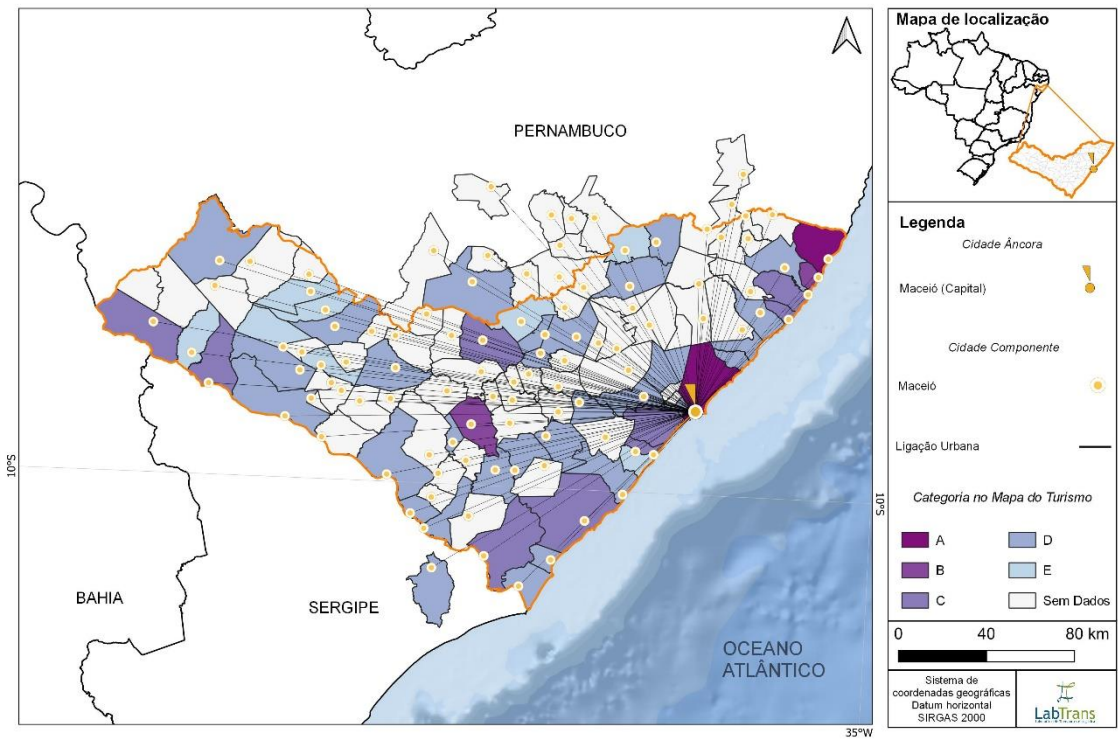 PERNAMBUCO
BAHIA
SERGIPE
OCEANO
ATLÂNTICO
10°S
10°S
35°W
Mapa de localização
Legenda
Cidade Âncora
Maceió (Capital)
Cidade Componente
Maceió
Ligação Urbana
Categoria no Mapa do Turismo
A
D
B
E
C
Sem Dados
0 40 80 km
Sistema de
coordenadas geográficas
Datum horizontal
SIRGAS 2000
LabTrans